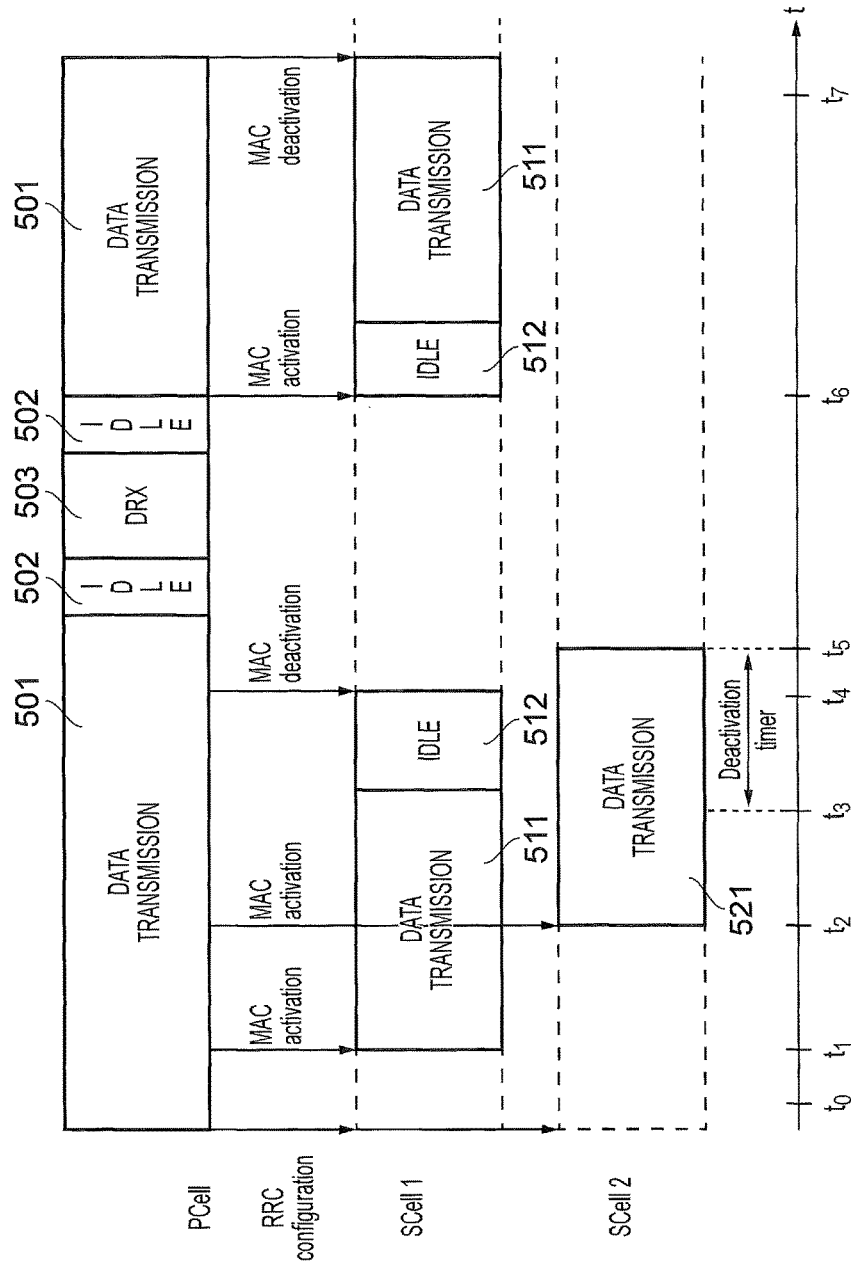 501
502
503
502
501
PCell
DATA
TRANSMISSION
IDLE
DRX
IDLE
DATA
TRANSMISSION
RRC
configuration
MAC
activation
MAC
activation
MAC
deactivation
MAC
activation
MAC
deactivation
SCell 1
DATA
TRANSMISSION
IDLE
IDLE
DATA
TRANSMISSION
511
512
512
511
SCell 2
DATA
TRANSMISSION
521
Deactivation
timer
t0
t1
t2
t3
t4
t5
t6
t7
t